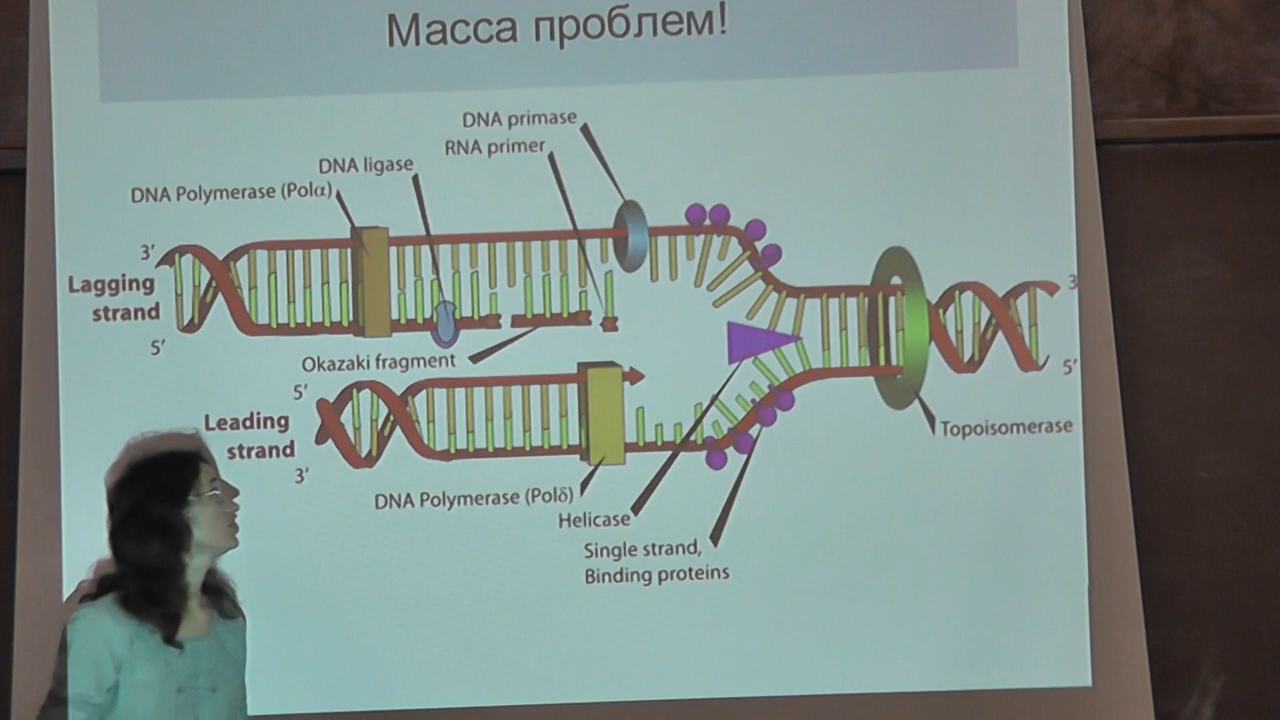 Масса проблем!
DNA primase
RNA primer
DNA ligase
DNA Polymerase (Polα)
3′
Lagging
strand
5′
Okazaki fragment
3
5′
5′
Leading
strand
3′
Topoisomerase
DNA Polymerase (Polδ)
Helicase
Single strand,
Binding proteins